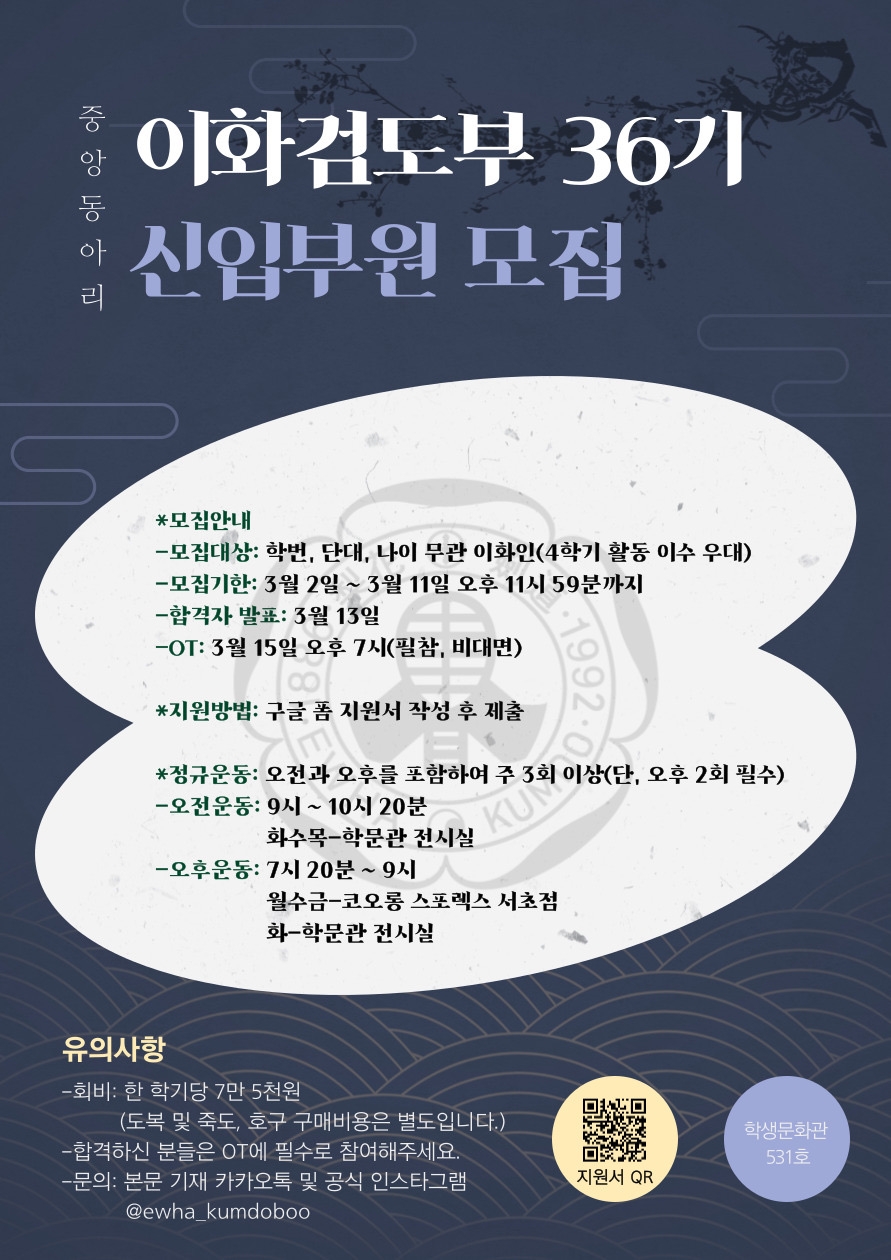 중앙동아리
이화검도부 36기
신입부원 모집
*모집안내
-모집대상: 학번, 단대, 나이 무관 이화인(4학기 활동 이수 우대)
-모집기한: 3월 2일 ~ 3월 11일 오후 11시 59분까지
-합격자 발표: 3월 13일
-OT: 3월 15일 오후 7시(필참, 비대면)
*지원방법: 구글 폼 지원서 작성 후 제출
*정규운동: 오전과 오후를 포함하여 주 3회 이상(단, 오후 2회 필수)
-오전운동: 9시 ~ 10시 20분
화수목-학문관 전시실
-오후운동: 7시 20분 ~ 9시
월수금-코오롱 스포렉스 서초점
화-학문관 전시실
유의사항
-회비: 한 학기당 7만 5천원
(도복 및 죽도, 호구 구매비용은 별도입니다.)
-합격하신 분들은 OT에 필수로 참여해주세요.
-문의: 본문 기재 카카오톡 및 공식 인스타그램
@ewha_kumdoboo
지원서 QR
학생문화관
531호